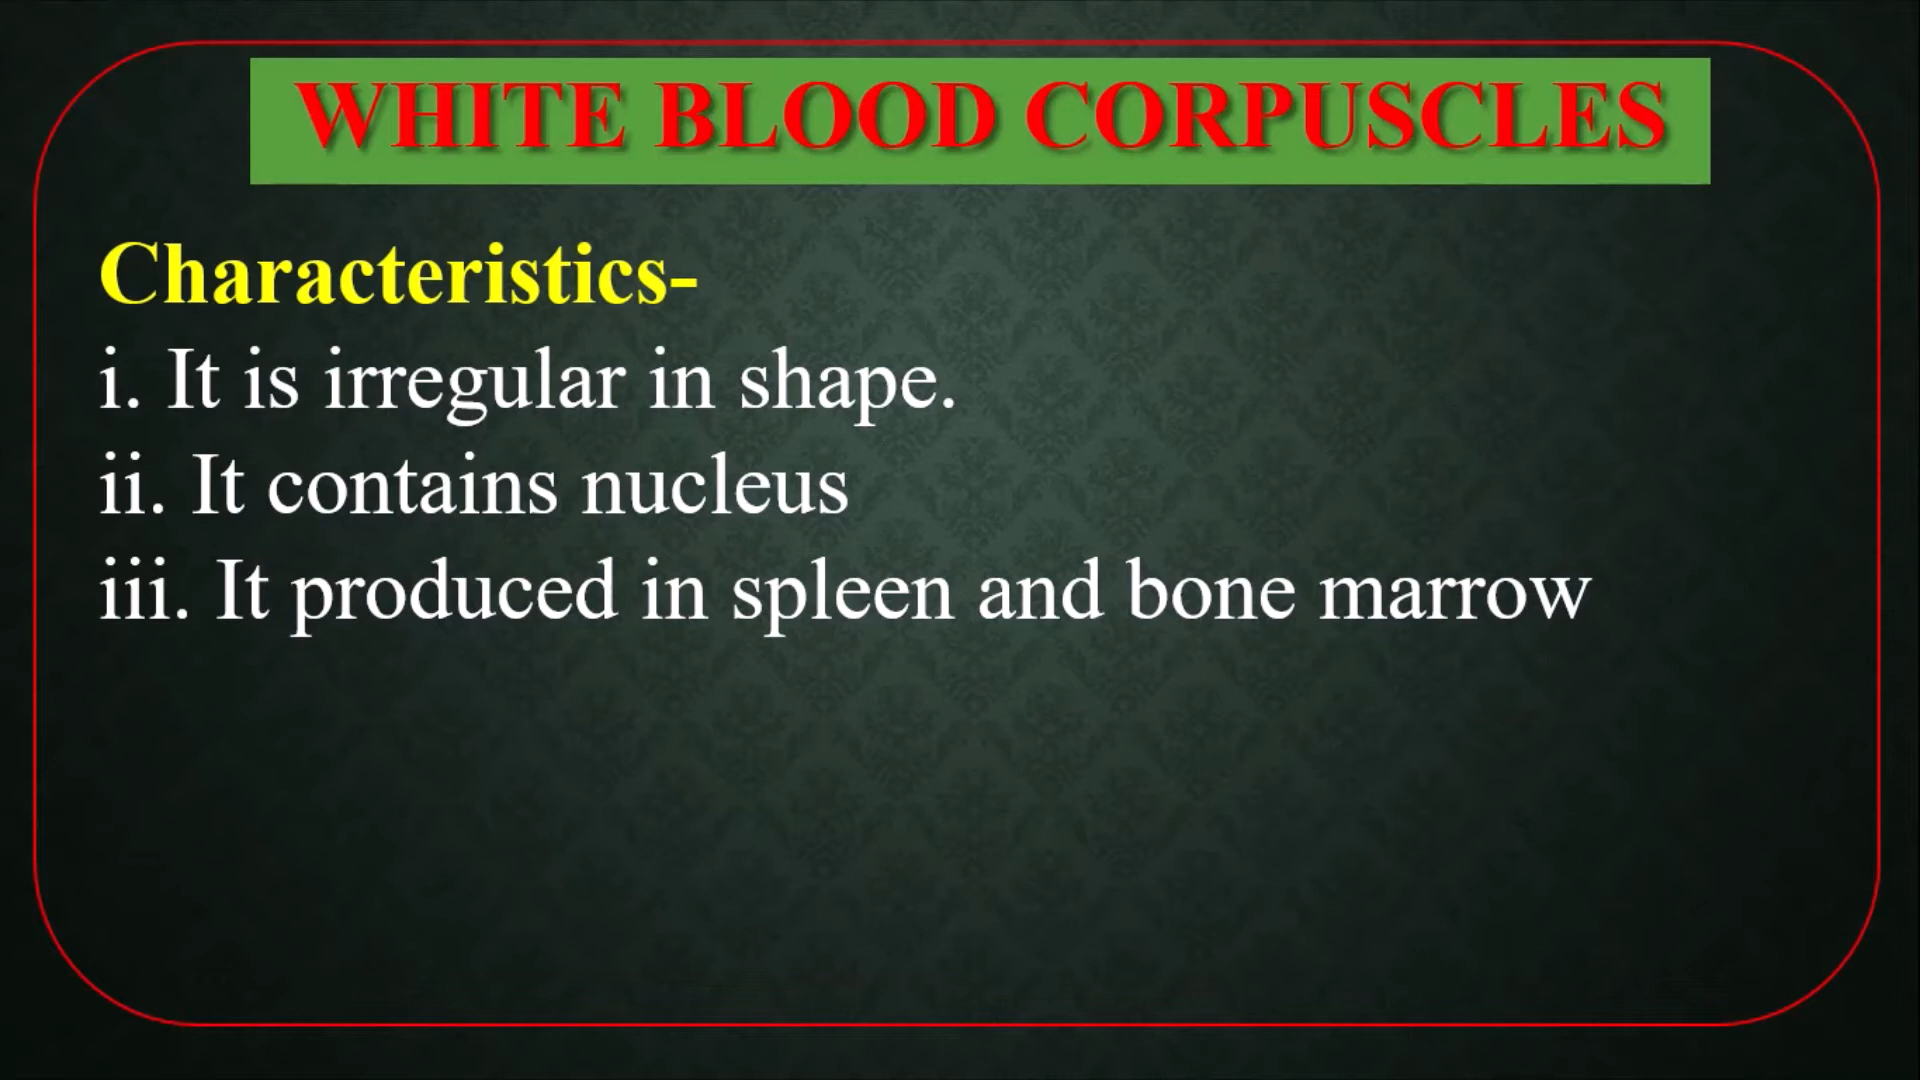 WHITE BLOOD CORPUSCLES
Characteristics-
i. It is irregular in shape.
ii. It contains nucleus
iii. It produced in spleen and bone marrow